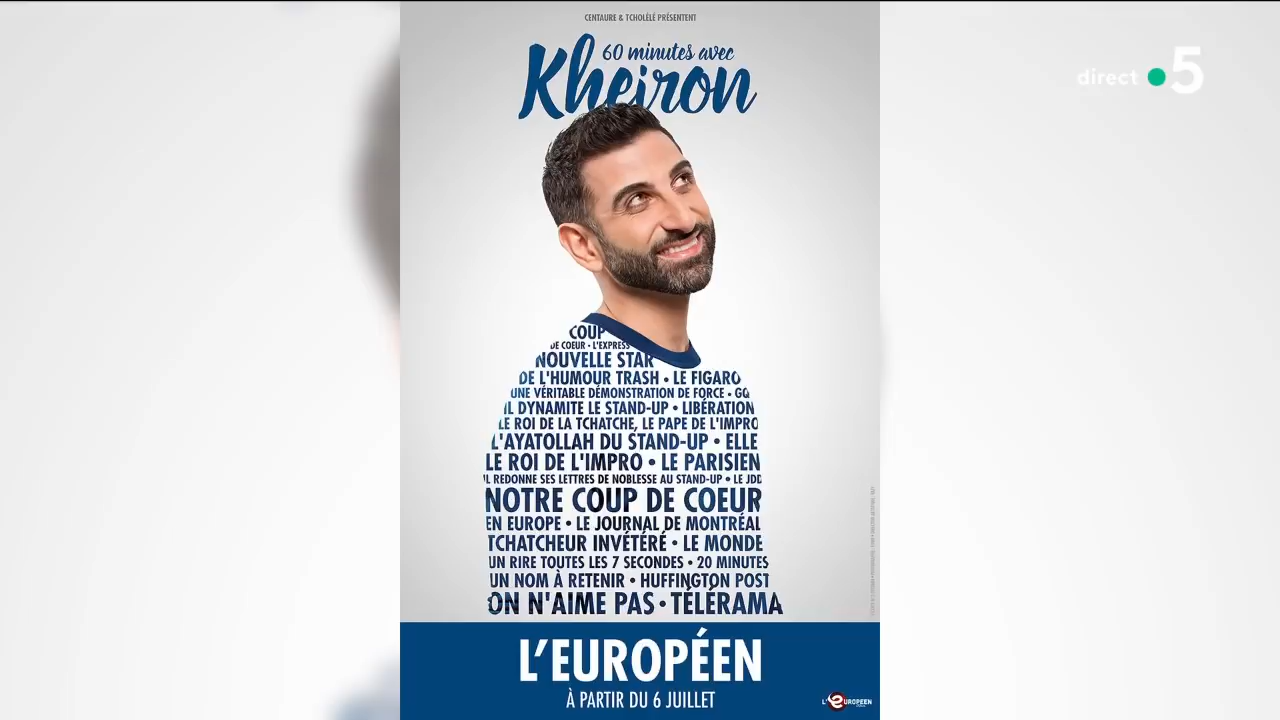 CENTAURE & TCHOLÉLÉ PRÉSENTENT
60 minutes avec
Kheiron
direct 5
COUP
DE COEUR • L'EXPRESS
NOUVELLE STAR
DE L'HUMOUR TRASH • LE FIGARO
UNE VÉRITABLE DÉMONSTRATION DE FORCE • GQ
IL DYNAMITE LE STAND-UP • LIBÉRATION
LE ROI DE LA TCHATCHE, LE PAPE DE L'IMPRO
L'AYATOLLAH DU STAND-UP • ELLE
LE ROI DE L'IMPRO • LE PARISIEN
IL REDONNE SES LETTRES DE NOBLESSE AU STAND-UP • LE JDD
NOTRE COUP DE COEUR
EN EUROPE • LE JOURNAL DE MONTRÉAL
TCHATCHEUR INVÉTÉRÉ • LE MONDE
UN RIRE TOUTES LES 7 SECONDES • 20 MINUTES
UN NOM À RETENIR • HUFFINGTON POST
ON N'AIME PAS • TÉLÉRAMA
L'EUROPÉEN
À PARTIR DU 6 JUILLET
L'EUROPEEN